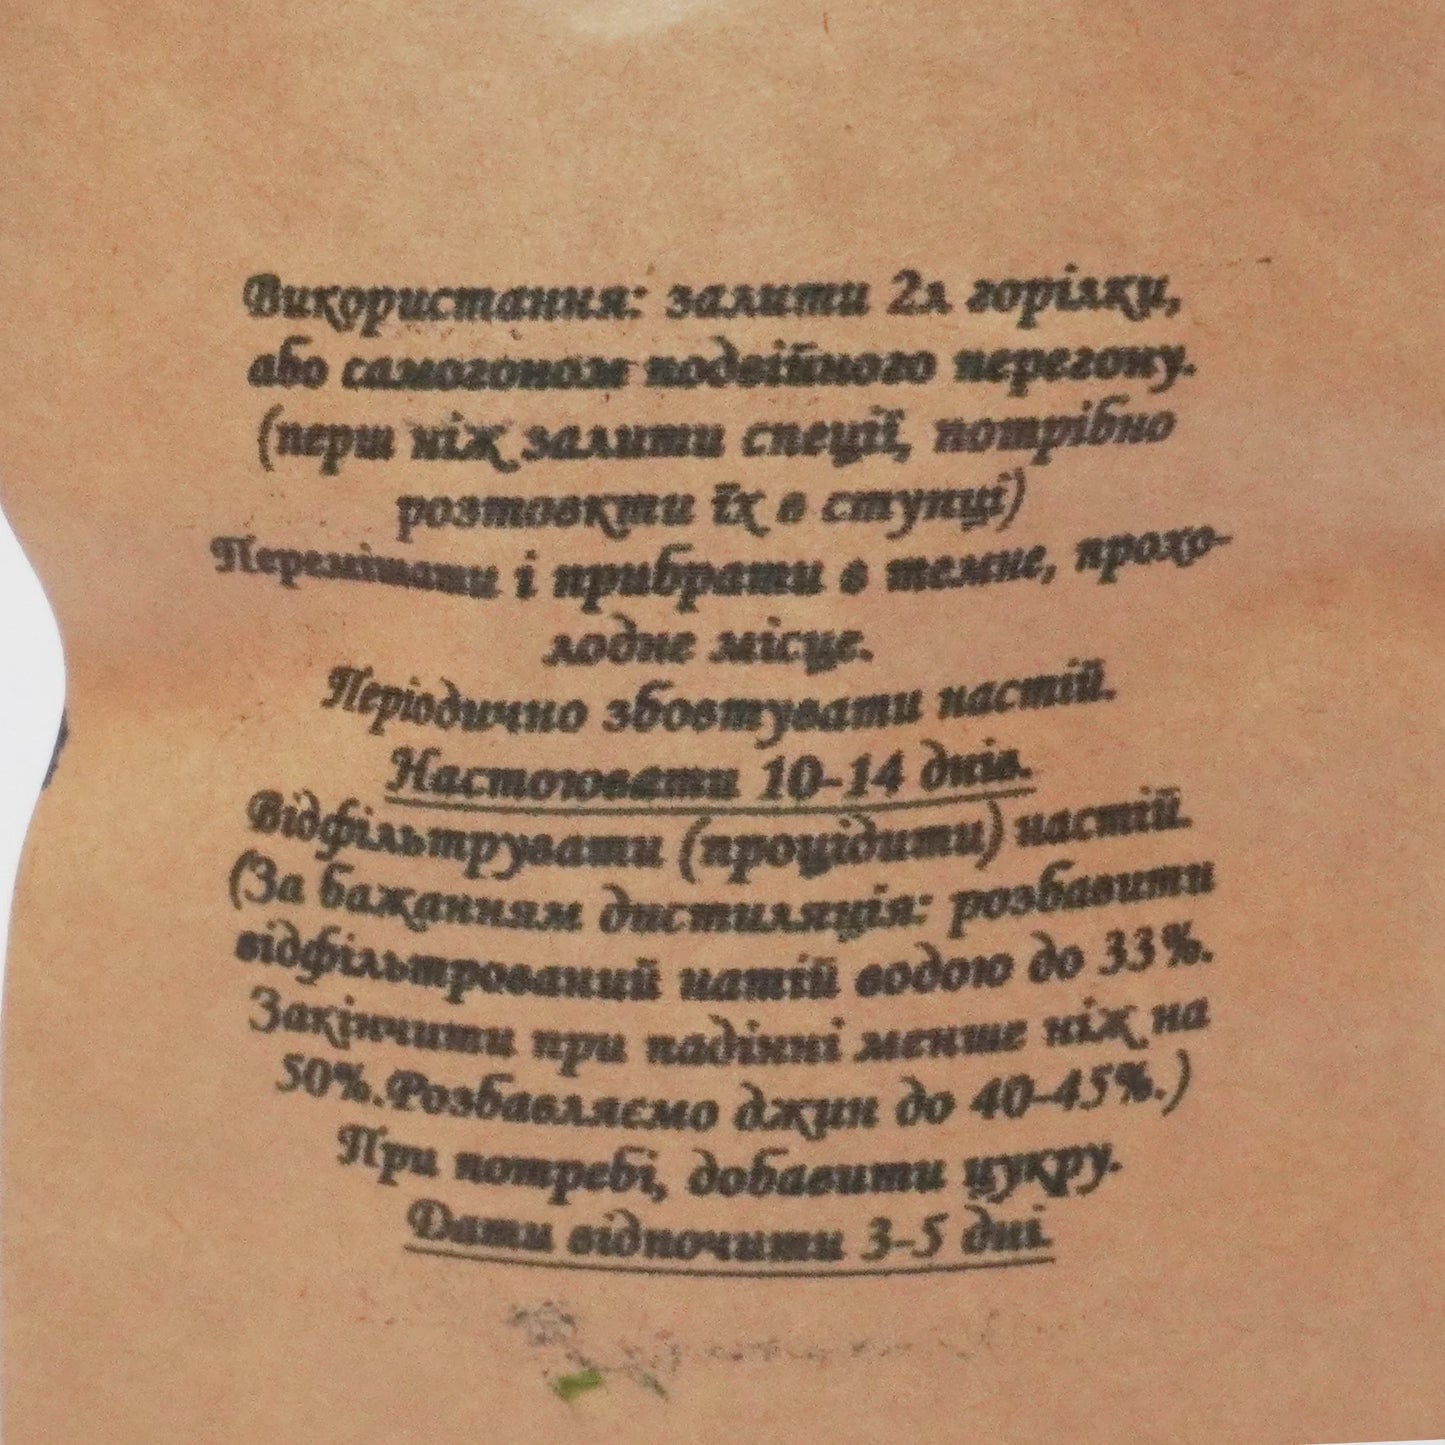 Використання: залити 2л горілки,
або самогоном подвійного перегону.
(перш ніж залити спеції, потрібно
розтовкти їх в ступці)
Перемішати і прибрати в темне, прохо-
лодне місце.
Періодично збовтувати настій.
Настоювати 10-14 днів.
Відфільтрувати (процідити) настій.
(За бажанням дистиляція: розбавити
відфільтрований натій водою до 33%.
Закінчити при падінні менше ніж на
50%.Розбавляємо джин до 40-45%.)
При потребі, добавити цукру.
Дати відпочити 3-5 дні.